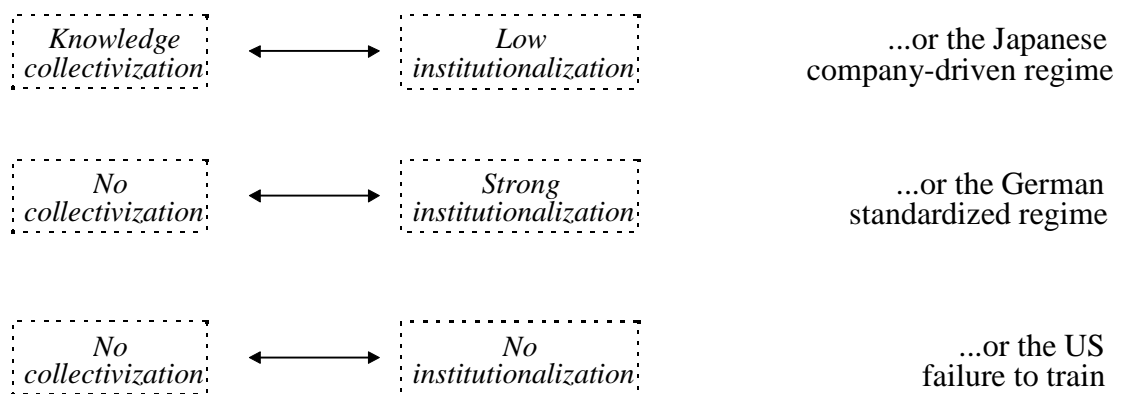 Knowledge
collectivization
Low
institutionalization
...or the Japanese
company-driven regime
No
collectivization
Strong
institutionalization
...or the German
standardized regime
No
collectivization
No
institutionalization
...or the US
failure to train